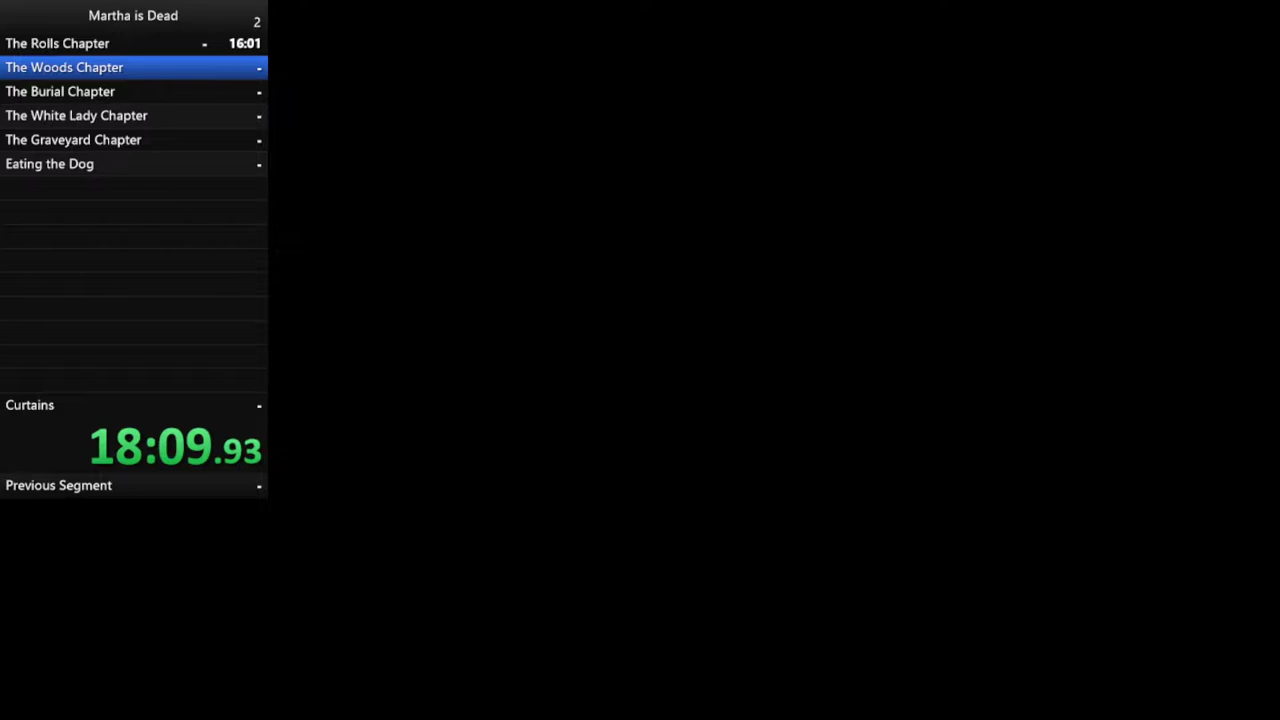 Martha is Dead
2
The Rolls Chapter - 16:01
The Woods Chapter -
The Burial Chapter -
The White Lady Chapter -
The Graveyard Chapter -
Eating the Dog -
Curtains -
18:09.93
Previous Segment -